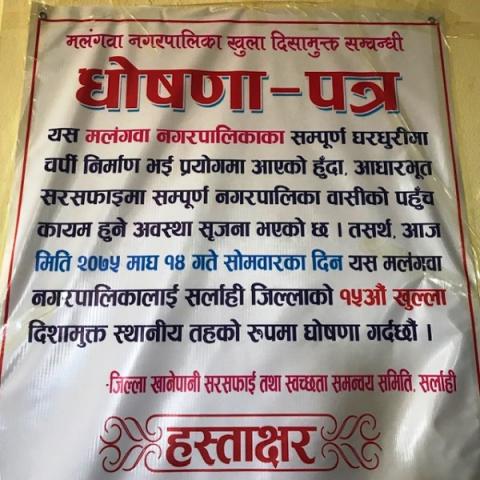 मलंगवा नगरपालिका खुला दिसामुक्त सम्वन्धी
घोषणा-पत्र
यस मलंगवा नगरपालिकाका सम्पूर्ण घरधुरीमा
चर्पी निर्माण भई प्रयोगमा आएको हुँदा, आधारभूत
सरसफाइमा सम्पूर्ण नगरपालिका वासीको पहुँच
कायम हुने अवस्था सृजना भएको छ । तसर्थ, आज
मिति २०७५ माघ १४ गते सोमवारका दिन यस मलंगवा
नगरपालिकालाई सर्लाही जिल्लाको १५औं खुल्ला
दिशामुक्त स्थानीय तहको रुपमा घोषणा गर्दछौं ।
-जिल्ला खानेपानी सरसफाई तथा स्वच्छता समन्वय समिति, सर्लाही
हस्ताक्षर